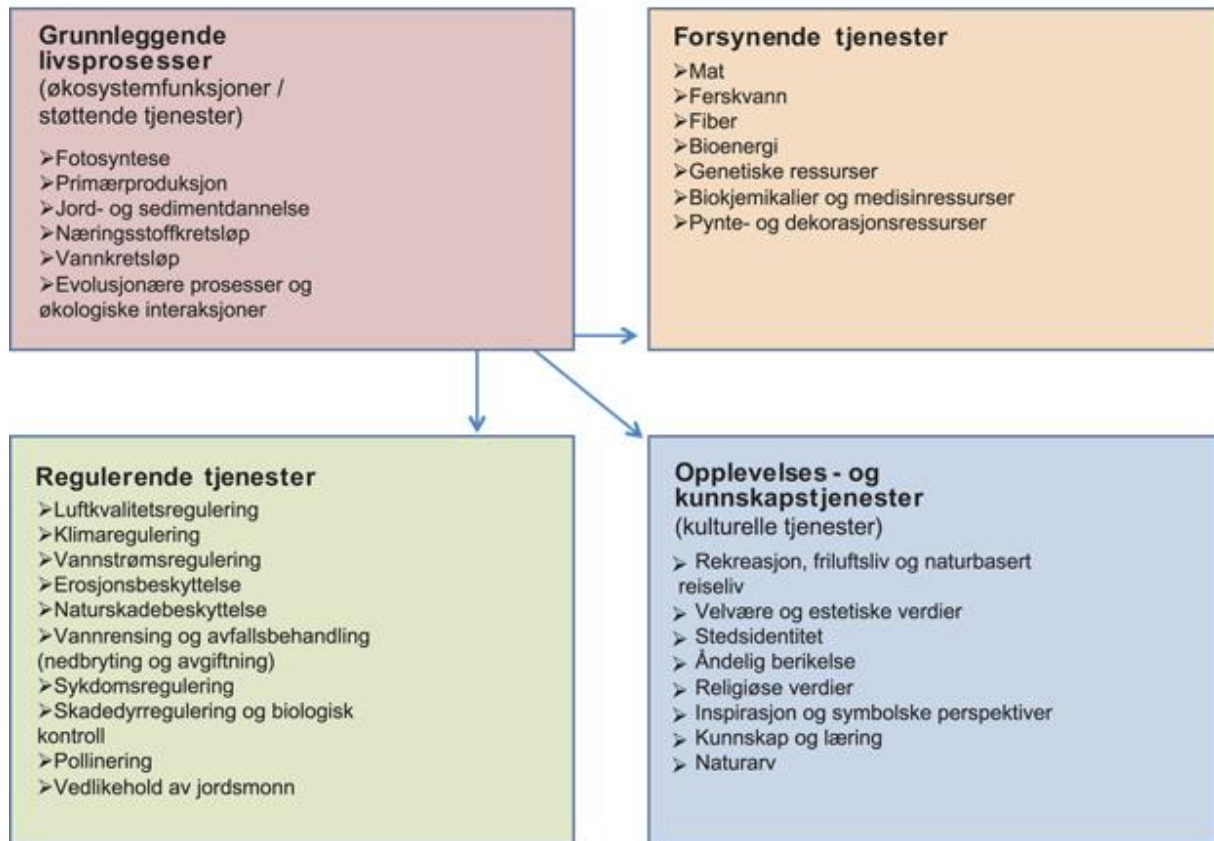 Grunnleggende
livsprosesser
(økosystemfunksjoner /
støttende tjenester)
➢Fotosyntese
➢Primærproduksjon
➢Jord- og sedimentdannelse
➢Næringsstoffkretsløp
➢Vannkretsløp
➢Evolusjonære prosesser og
økologiske interaksjoner
Forsynende tjenester
➢Mat
➢Ferskvann
➢Fiber
➢Bioenergi
➢Genetiske ressurser
➢Biokjemikalier og medisinressurser
➢Pynte- og dekorasjonsressurser
Regulerende tjenester
➢Luftkvalitetsregulering
➢Klimaregulering
➢Vannstrømsregulering
➢Erosjonsbeskyttelse
➢Naturskadebeskyttelse
➢Vannrensing og avfallsbehandling
(nedbryting og avgiftning)
➢Sykdomsregulering
➢Skadedyrregulering og biologisk
kontroll
➢Pollinering
➢Vedlikehold av jordsmonn
Opplevelses - og
kunnskapstjenester
(kulturelle tjenester)
➢ Rekreasjon, friluftsliv og naturbasert
reiseliv
➢ Velvære og estetiske verdier
➢ Stedsidentitet
➢ Åndelig berikelse
➢ Religiøse verdier
➢ Inspirasjon og symbolske perspektiver
➢ Kunnskap og læring
➢ Naturarv